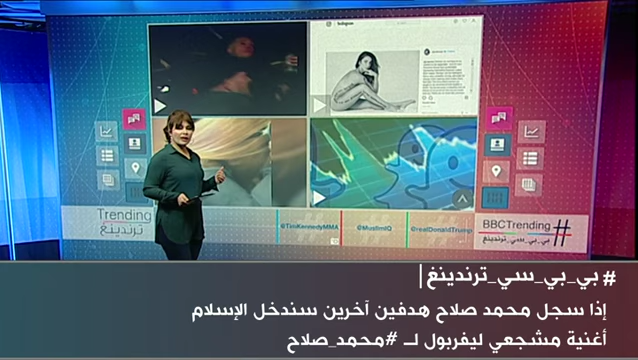 Instagram
Trending
ترندينغ
@TimKennedyMMA
@MuslimIQ
@realDonaldTrump
BBCTrending
#
بي_بي_سي_ترندينغ
# بي_بي_سي_ترندينغ
إذا سجل محمد صلاح هدفين آخرين سندخل الإسلام
أغنية مشجعي ليفربول لـ #محمد_صلاح